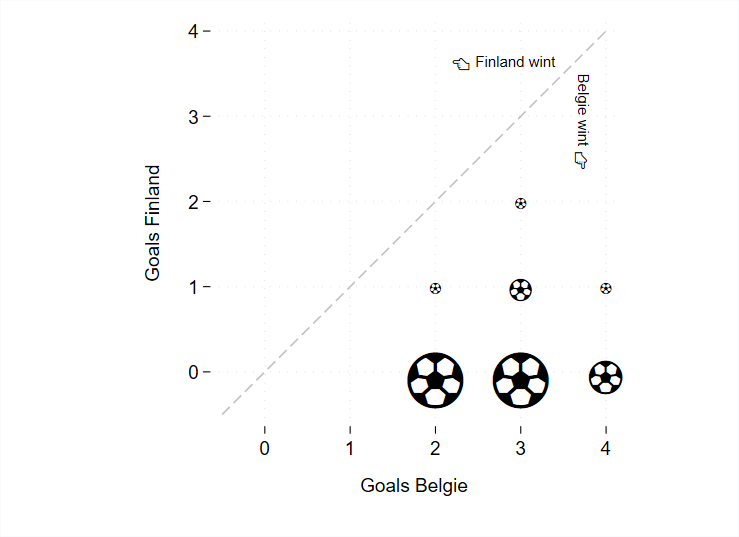 4
Finland wint
Belgie wint
3
2
1
0
Goals Finland
0 1 2 3 4
Goals Belgie